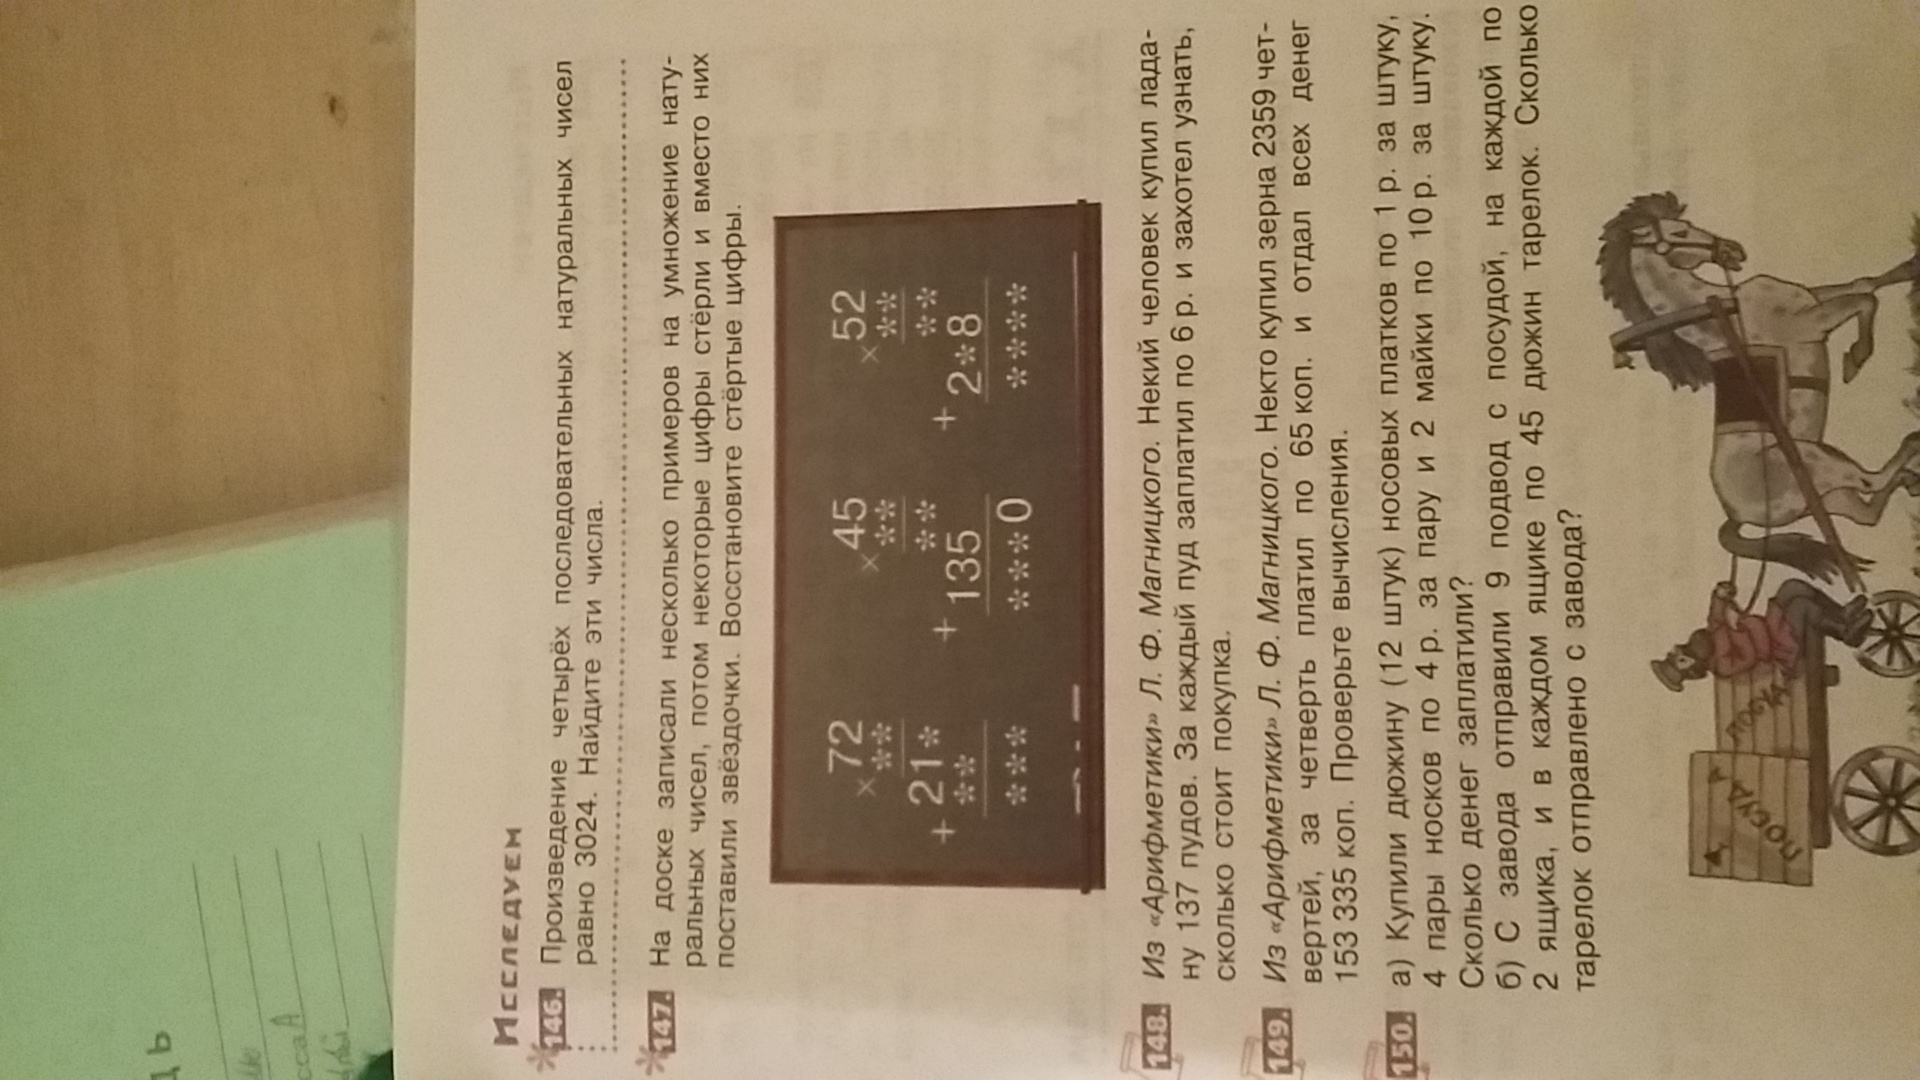 Исследуем
146. Произведение четырёх последовательных натуральных чисел
равно 3024. Найдите эти числа.
147. На доске записали несколько примеров на умножение нату-
ральных чисел, потом некоторые цифры стёрли и вместо них
поставили звёздочки. Восстановите стёртые цифры.
× 72 × 45 × 52
** ** **
+ 21* + ** + **
** 135 2*8
*** ***0 ****
148. Из «Арифметики» Л. Ф. Магницкого. Некий человек купил лада-
ну 137 пудов. За каждый пуд заплатил по 6 р. и захотел узнать,
сколько стоит покупка.
149. Из «Арифметики» Л. Ф. Магницкого. Некто купил зерна 2359 чет-
вертей, за четверть платил по 65 коп. и отдал всех денег
153 335 коп. Проверьте вычисления.
150. а) Купили дюжину (12 штук) носовых платков по 1 р. за штуку,
4 пары носков по 4 р. за пару и 2 майки по 10 р. за штуку.
Сколько денег заплатили?
б) С завода отправили 9 подвод с посудой, на каждой по
2 ящика, и в каждом ящике по 45 дюжин тарелок. Сколько
тарелок отправлено с завода?
ПОСУДА
ПОСУДА